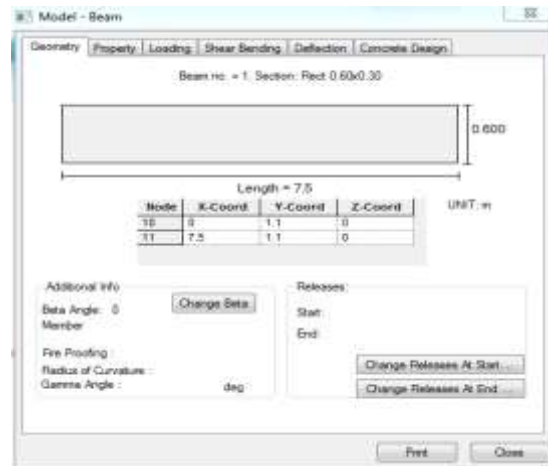 Model - Beam
Geometry Property Loading Shear Bending Deflection Concrete Design
Beam no. = 1. Section: Rect 0.60x0.30
0.600
Length = 7.5
Node X-Coord Y-Coord Z-Coord UNIT: m
10 0 1.1 0
11 7.5 1.1 0
Additional Info
Beta Angle: 0 Change Beta
Member
Fire Proofing :
Radius of Curvature :
Gamma Angle : deg
Releases:
Start:
End:
Change Releases At Start ...
Change Releases At End ...
Print Close